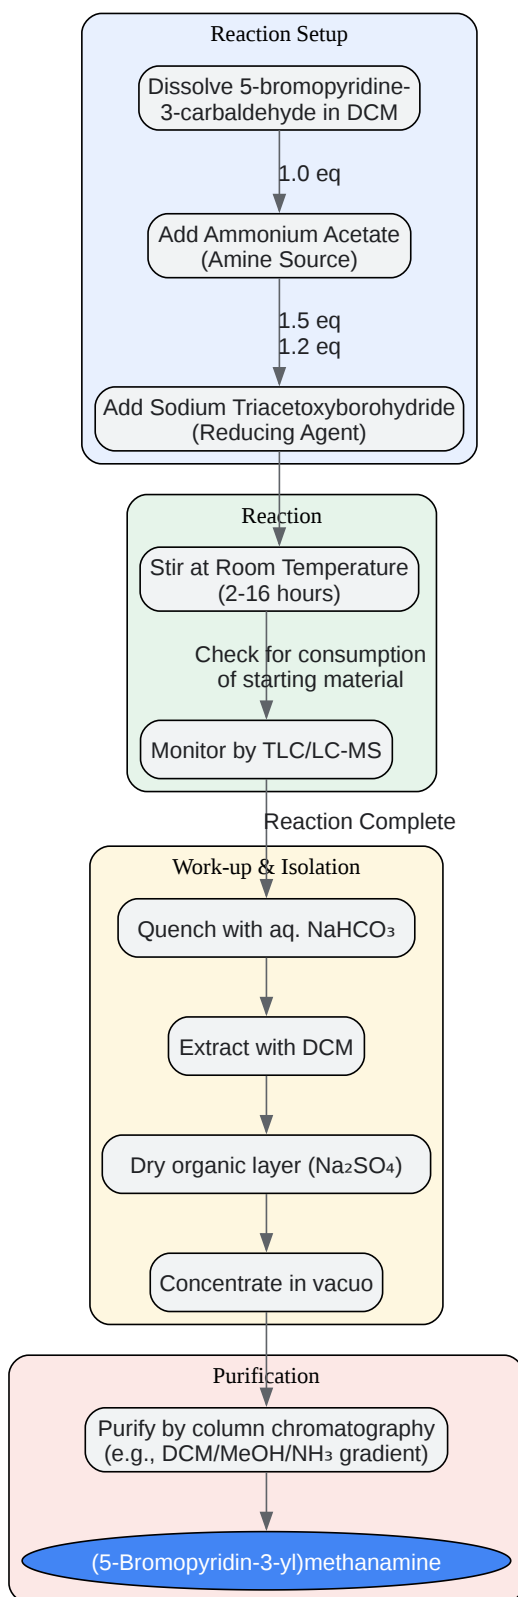 Reaction Setup
Dissolve 5-bromopyridine-
3-carbaldehyde in DCM
1.0 eq
Add Ammonium Acetate
(Amine Source)
1.5 eq
1.2 eq
Add Sodium Triacetoxyborohydride
(Reducing Agent)
Reaction
Stir at Room Temperature
(2-16 hours)
Check for consumption
of starting material
Monitor by TLC/LC-MS
Reaction Complete
Work-up & Isolation
Quench with aq. NaHCO₃
Extract with DCM
Dry organic layer (Na₂SO₄)
Concentrate in vacuo
Purification
Purify by column chromatography
(e.g., DCM/MeOH/NH₃ gradient)
(5-Bromopyridin-3-yl)methanamine